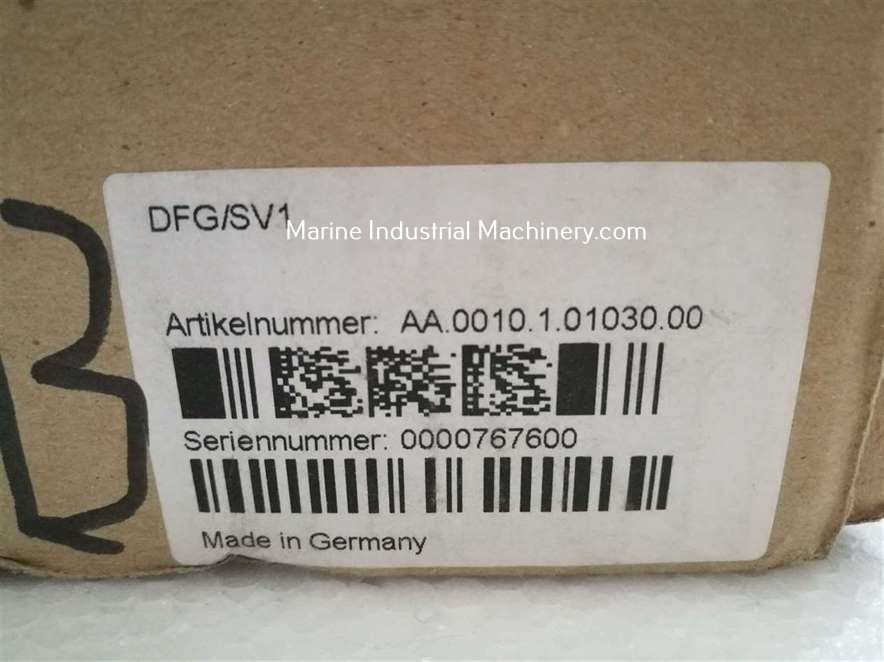 DFG/SV1
Marine Industrial Machinery.com
Artikelnummer: AA.0010.1.01030.00
Seriennummer: 0000767600
Made in Germany
B